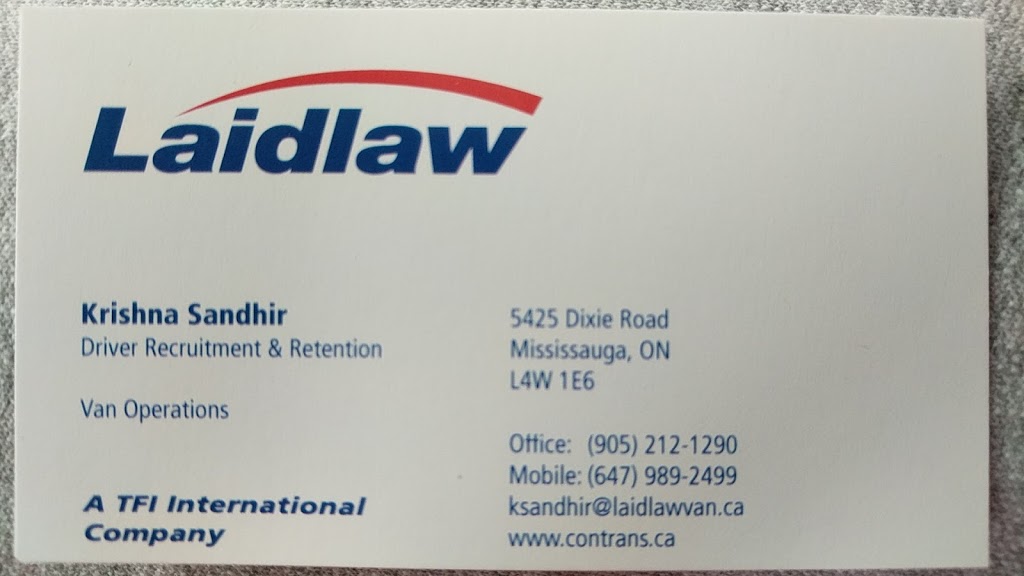 Laidlaw
Krishna Sandhir
Driver Recruitment & Retention
Van Operations
A TFI International
Company
5425 Dixie Road
Mississauga, ON
L4W 1E6
Office: (905) 212-1290
Mobile: (647) 989-2499
ksandhir@laidlawvan.ca
www.contrans.ca